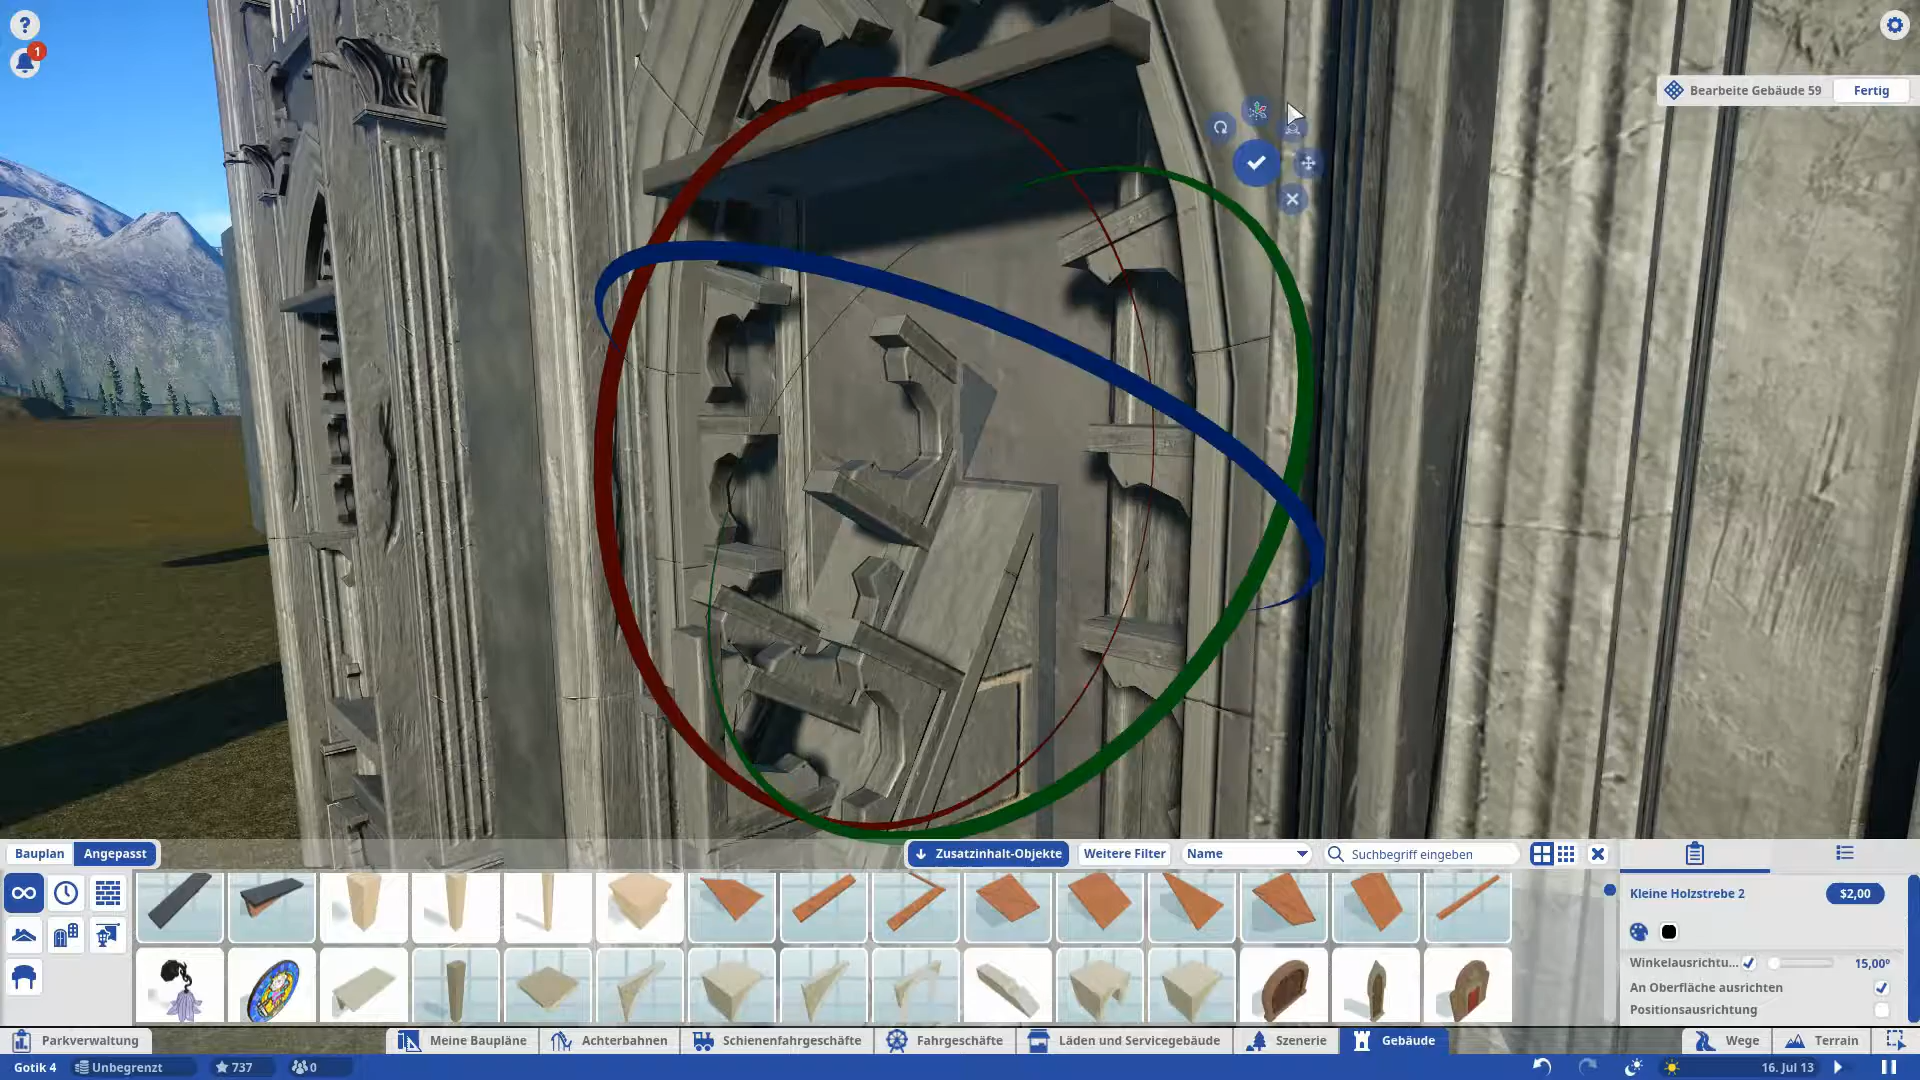 ?
1
Bearbeite Gebäude 59
Fertig
Bauplan
Angepasst
Zusatzinhalt-Objekte
Weitere Filter
Name
Suchbegriff eingeben
Kleine Holzstrebe 2
$2,00
Winkelausrichtu...
15,00º
An Oberfläche ausrichten
Positionsausrichtung
Parkverwaltung
Meine Baupläne
Achterbahnen
Schienenfahrgeschäfte
Fahrgeschäfte
Läden und Servicegebäude
Szenerie
Gebäude
Wege
Terrain
Gotik 4
Unbegrenzt
737
0
16. Jul 13